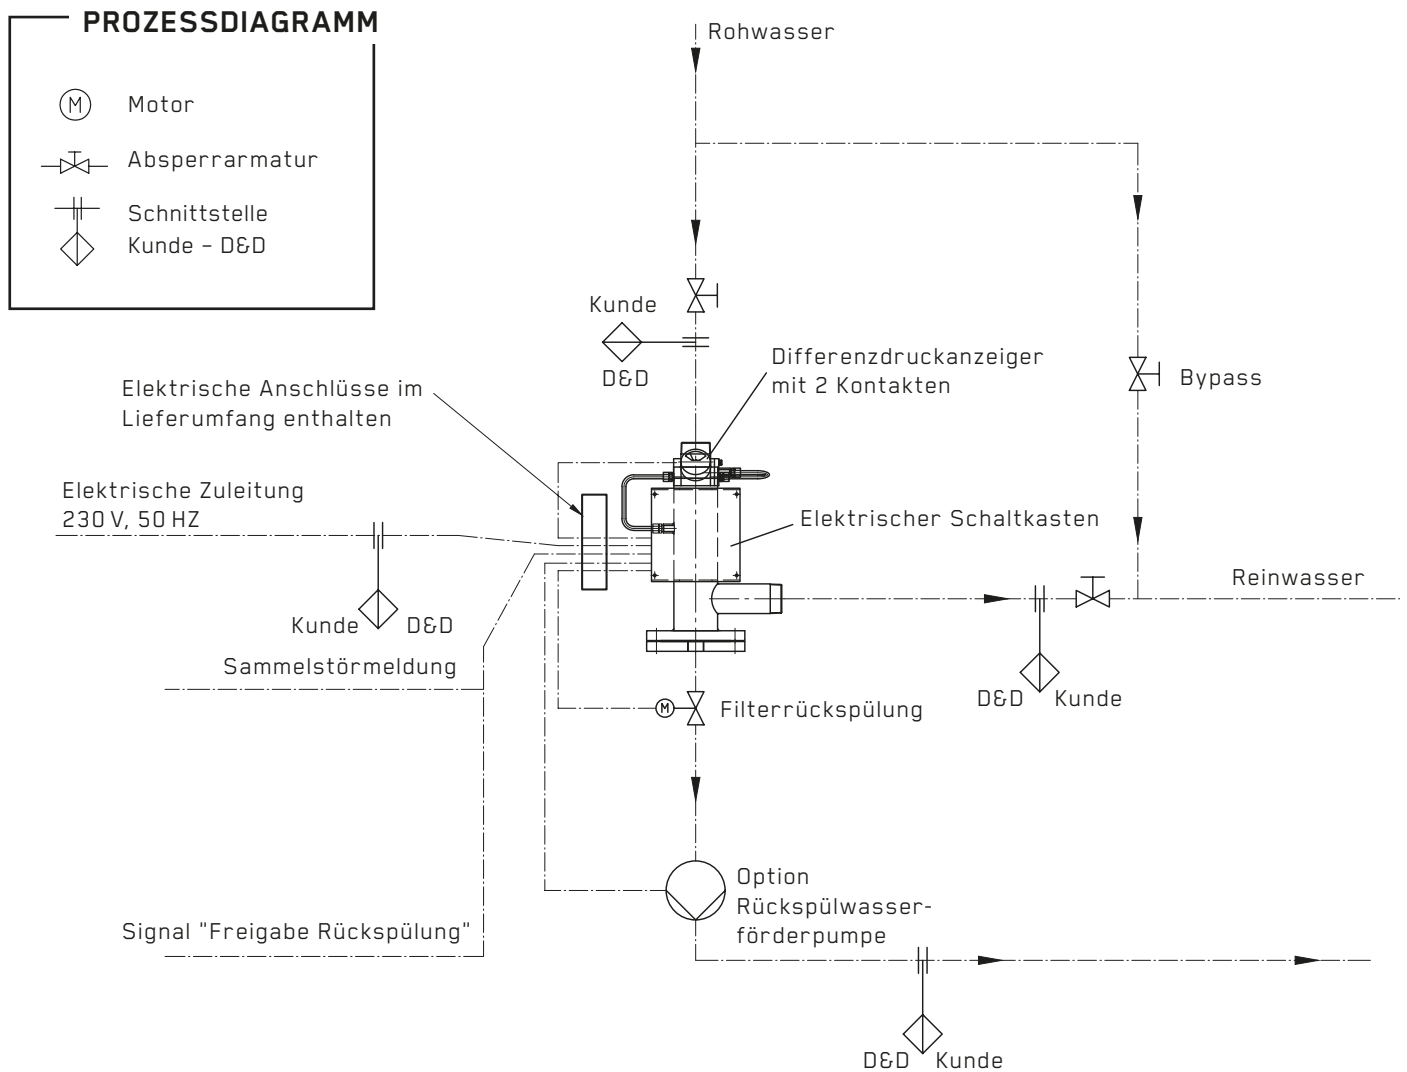 PROZESSDIAGRAMM
M
Motor
Absperrarmatur
Schnittstelle
Kunde – D&D
Rohwasser
Kunde
D&D
Differenzdruckanzeiger
mit 2 Kontakten
Bypass
Elektrische Anschlüsse im
Lieferumfang enthalten
Elektrische Zuleitung
230 V, 50 HZ
Elektrischer Schaltkasten
Reinwasser
Kunde D&D
Sammelstörmeldung
D&D Kunde
M
Filterrückspülung
Option
Rückspülwasser-
förderpumpe
Signal "Freigabe Rückspülung"
D&D Kunde